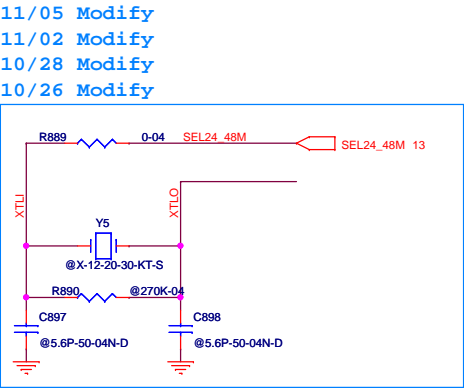 11/05 Modify
11/02 Modify
10/28 Modify
10/26 Modify
R889 0-04 SEL24_48M
SEL24_48M 13
XTLI
XTLO
Y5
@X-12-20-30-KT-S
R890 @270K-04
C897 C898
@5.6P-50-04N-D @5.6P-50-04N-D